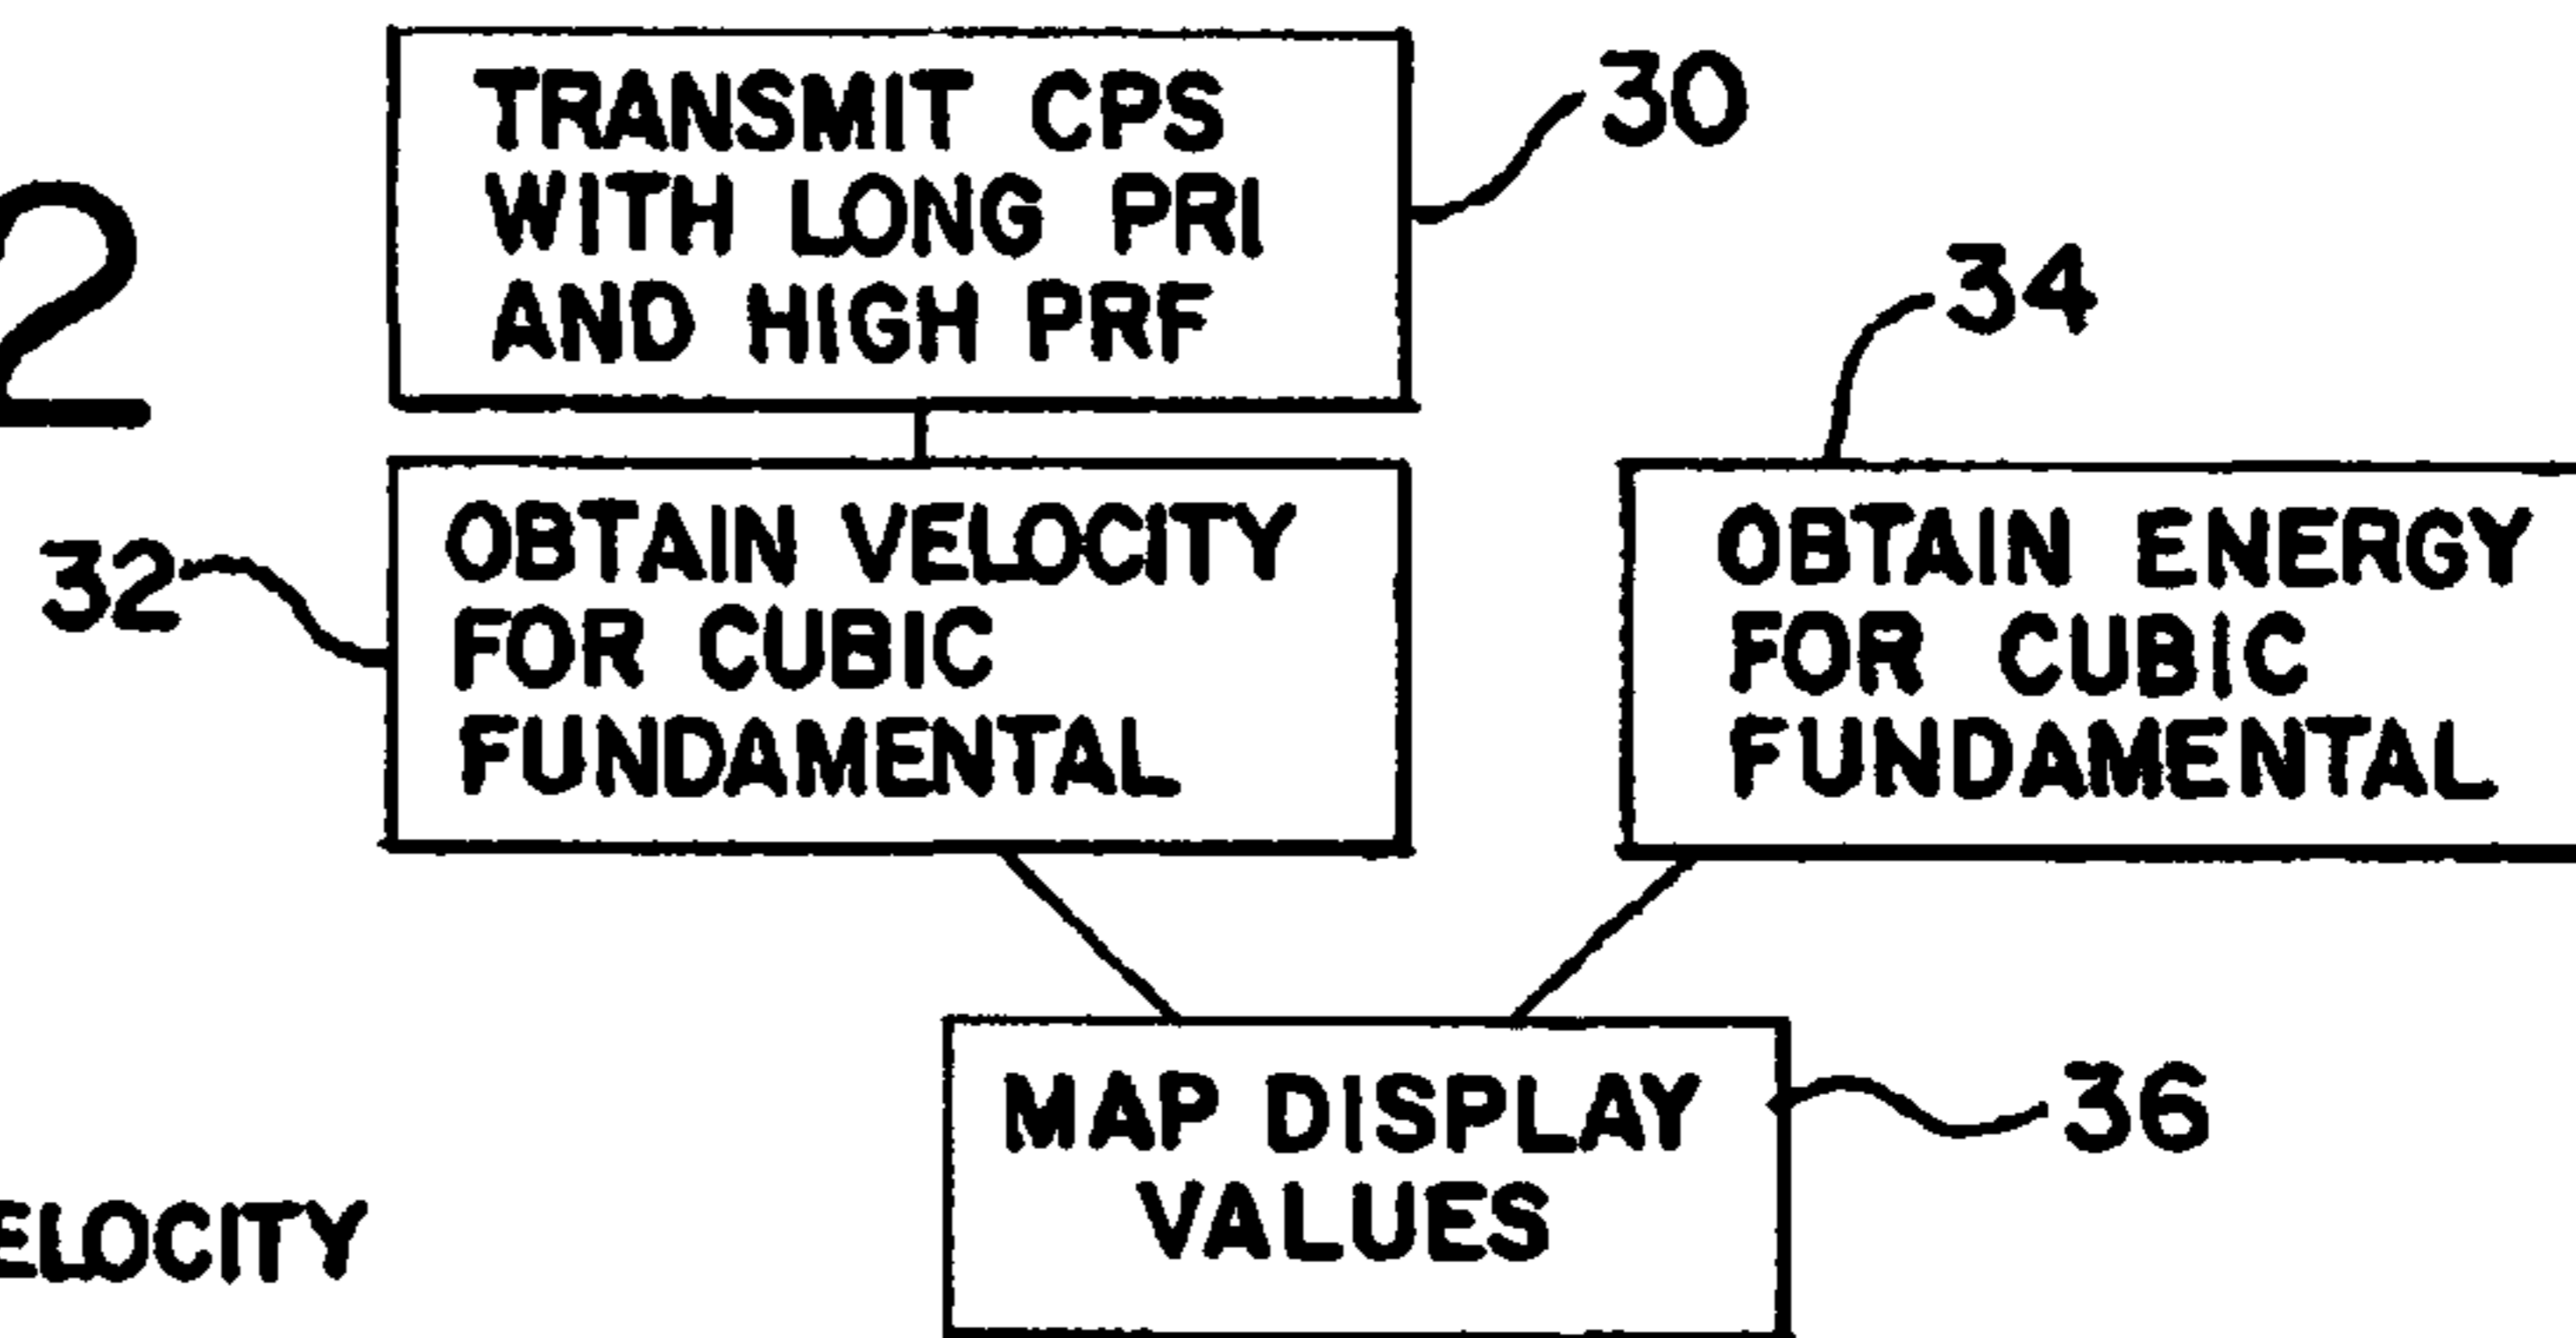 2
TRANSMIT CPS
WITH LONG PRI
AND HIGH PRF
30
34
32
OBTAIN VELOCITY
FOR CUBIC
FUNDAMENTAL
OBTAIN ENERGY
FOR CUBIC
FUNDAMENTAL
MAP DISPLAY
VALUES
36
ELOCITY